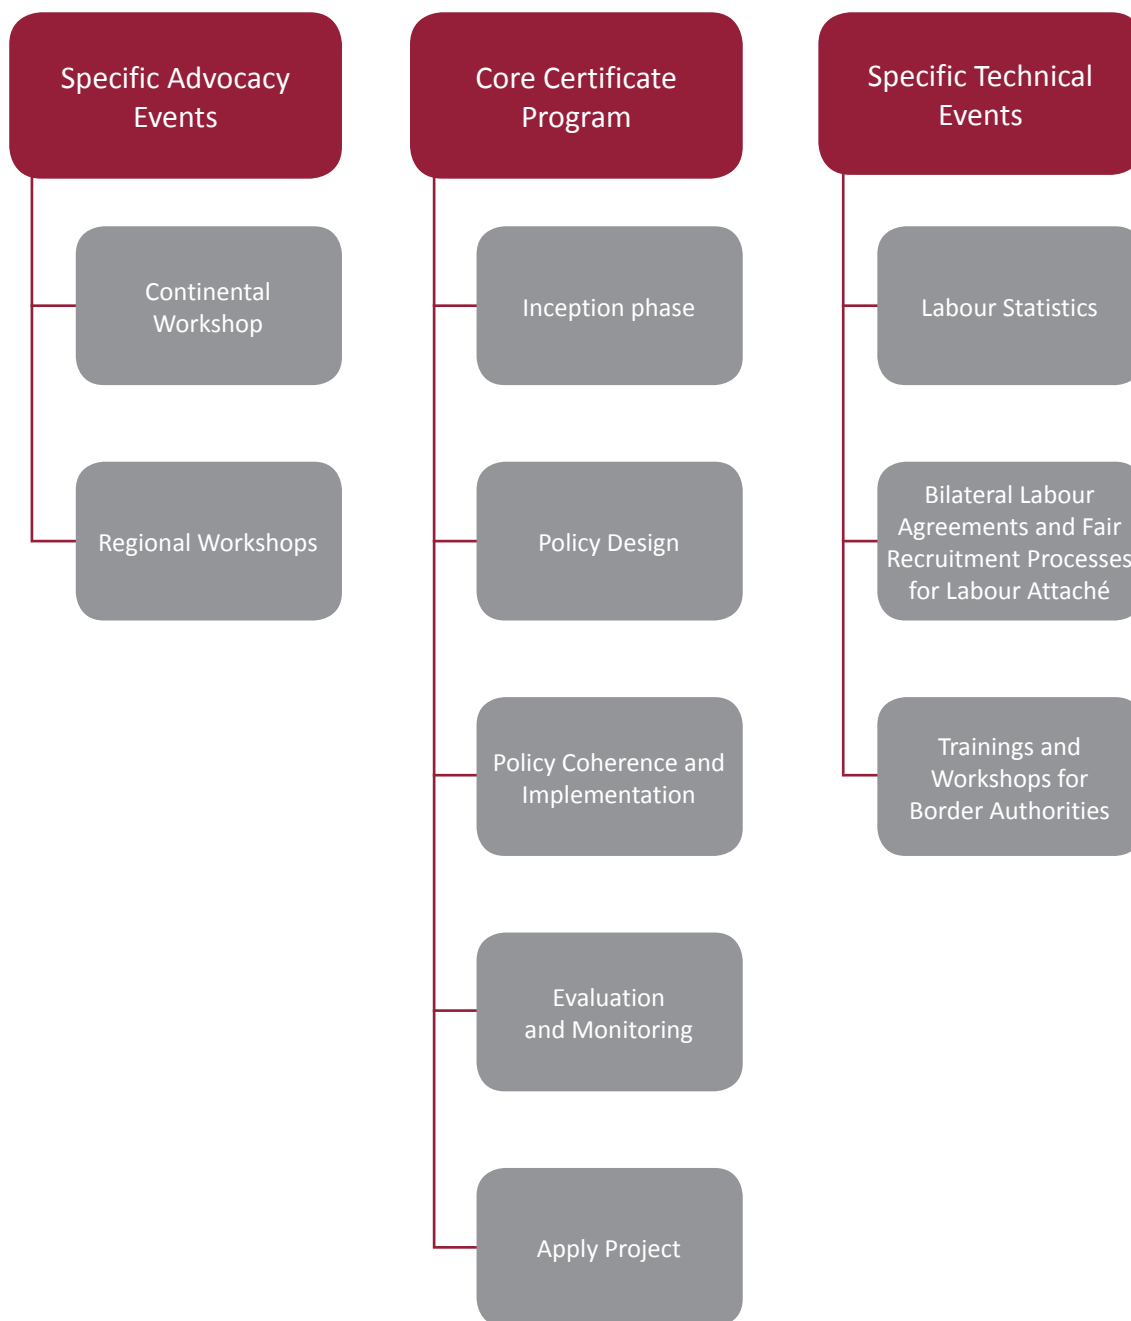 Specific Advocacy
Events
Continental
Workshop
Regional Workshops
Core Certificate
Program
Inception phase
Policy Design
Policy Coherence and
Implementation
Evaluation
and Monitoring
Apply Project
Specific Technical
Events
Labour Statistics
Bilateral Labour
Agreements and Fair
Recruitment Processes
for Labour Attaché
Trainings and
Workshops for
Border Authorities